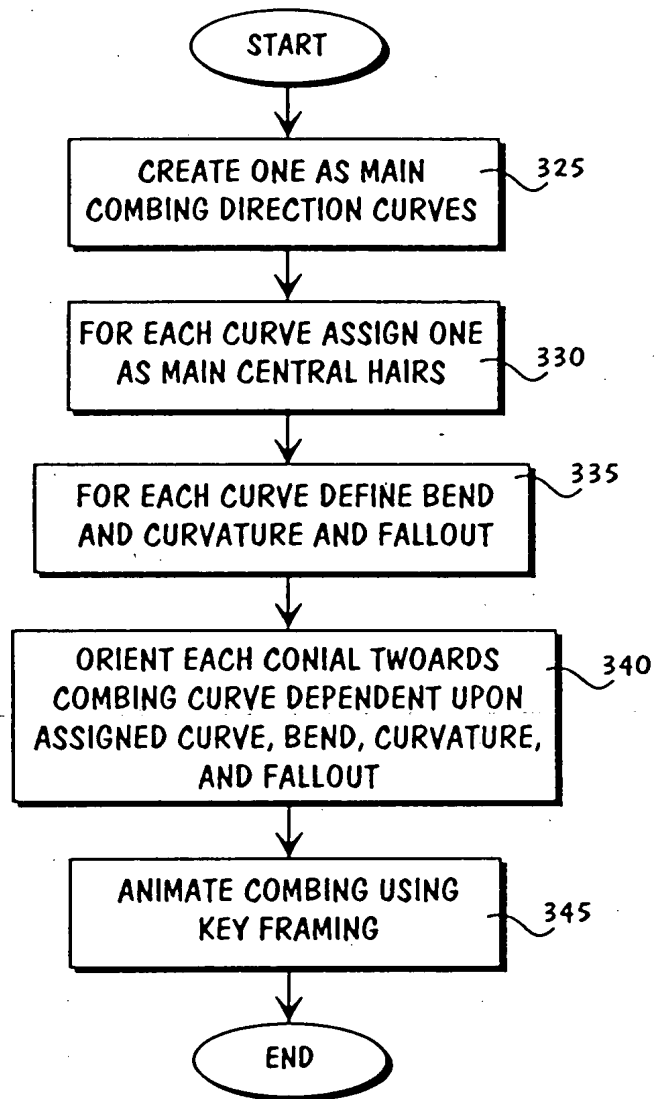 START
CREATE ONE AS MAIN
COMBING DIRECTION CURVES
325
FOR EACH CURVE ASSIGN ONE
AS MAIN CENTRAL HAIRS
330
FOR EACH CURVE DEFINE BEND
AND CURVATURE AND FALLOUT
335
ORIENT EACH CONIAL TWOARDS
COMBING CURVE DEPENDENT UPON
ASSIGNED CURVE, BEND, CURVATURE,
AND FALLOUT
340
ANIMATE COMBING USING
KEY FRAMING
345
END